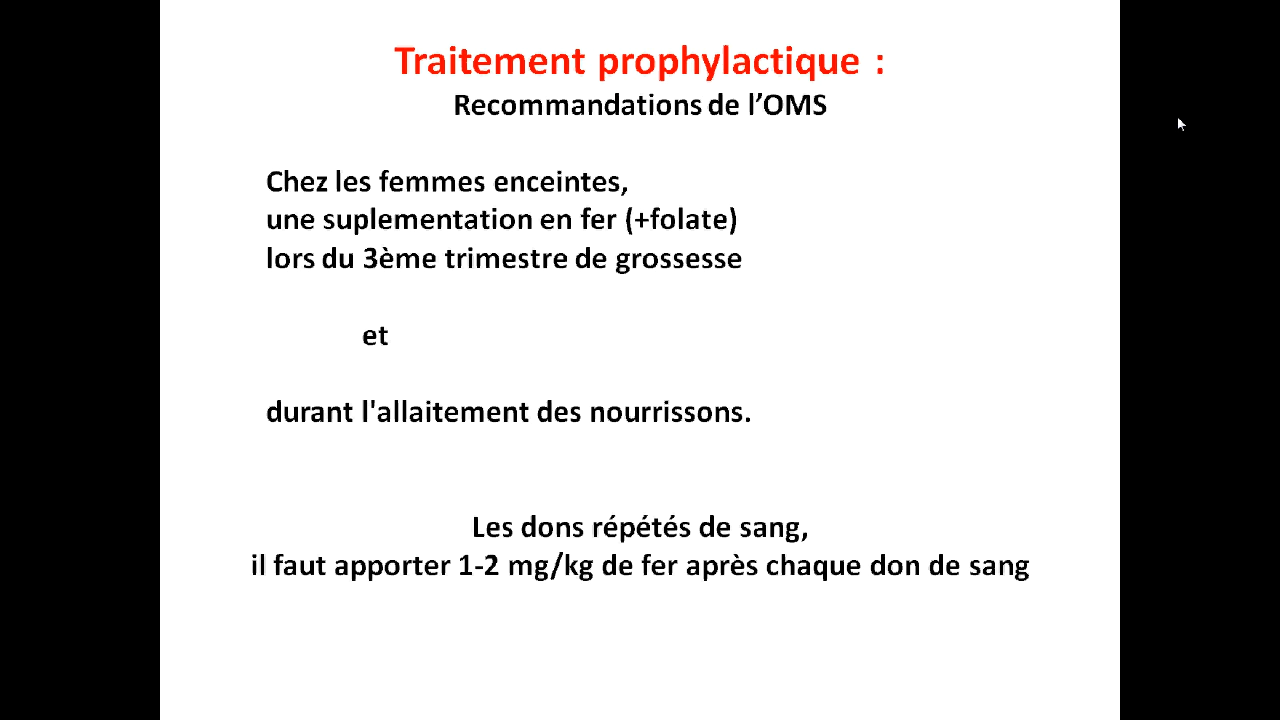 Traitement prophylactique :
Recommandations de l’OMS
Chez les femmes enceintes,
une suplementation en fer (+folate)
lors du 3ème trimestre de grossesse
et
durant l'allaitement des nourrissons.
Les dons répétés de sang,
il faut apporter 1-2 mg/kg de fer après chaque don de sang